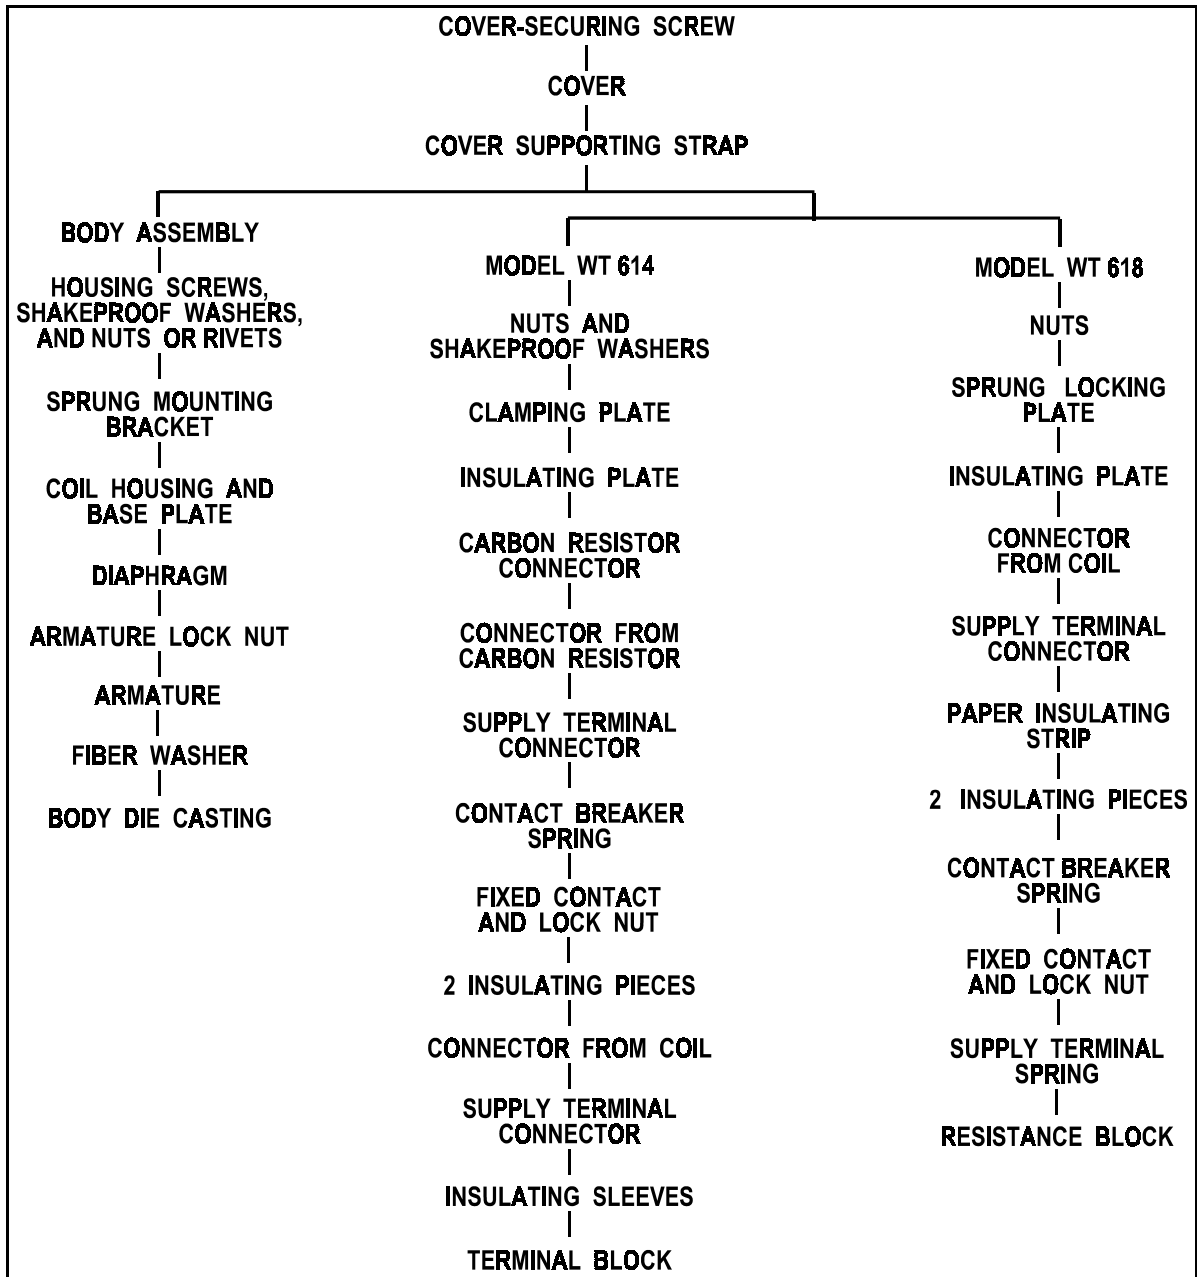 COVER-SECURING SCREW
COVER
COVER SUPPORTING STRAP
BODY ASSEMBLY
HOUSING SCREWS,
SHAKEPROOF WASHERS,
AND NUTS OR RIVETS
SPRUNG MOUNTING
BRACKET
COIL HOUSING AND
BASE PLATE
DIAPHRAGM
ARMATURE LOCK NUT
ARMATURE
FIBER WASHER
BODY DIE CASTING
MODEL WT 614
NUTS AND
SHAKEPROOF WASHERS
CLAMPING PLATE
INSULATING PLATE
CARBON RESISTOR
CONNECTOR
CONNECTOR FROM
CARBON RESISTOR
SUPPLY TERMINAL
CONNECTOR
CONTACT BREAKER
SPRING
FIXED CONTACT
AND LOCK NUT
2 INSULATING PIECES
CONNECTOR FROM COIL
SUPPLY TERMINAL
CONNECTOR
INSULATING SLEEVES
TERMINAL BLOCK
MODEL WT 618
NUTS
SPRUNG LOCKING
PLATE
INSULATING PLATE
CONNECTOR
FROM COIL
SUPPLY TERMINAL
CONNECTOR
PAPER INSULATING
STRIP
2 INSULATING PIECES
CONTACT BREAKER
SPRING
FIXED CONTACT
AND LOCK NUT
SUPPLY TERMINAL
SPRING
RESISTANCE BLOCK